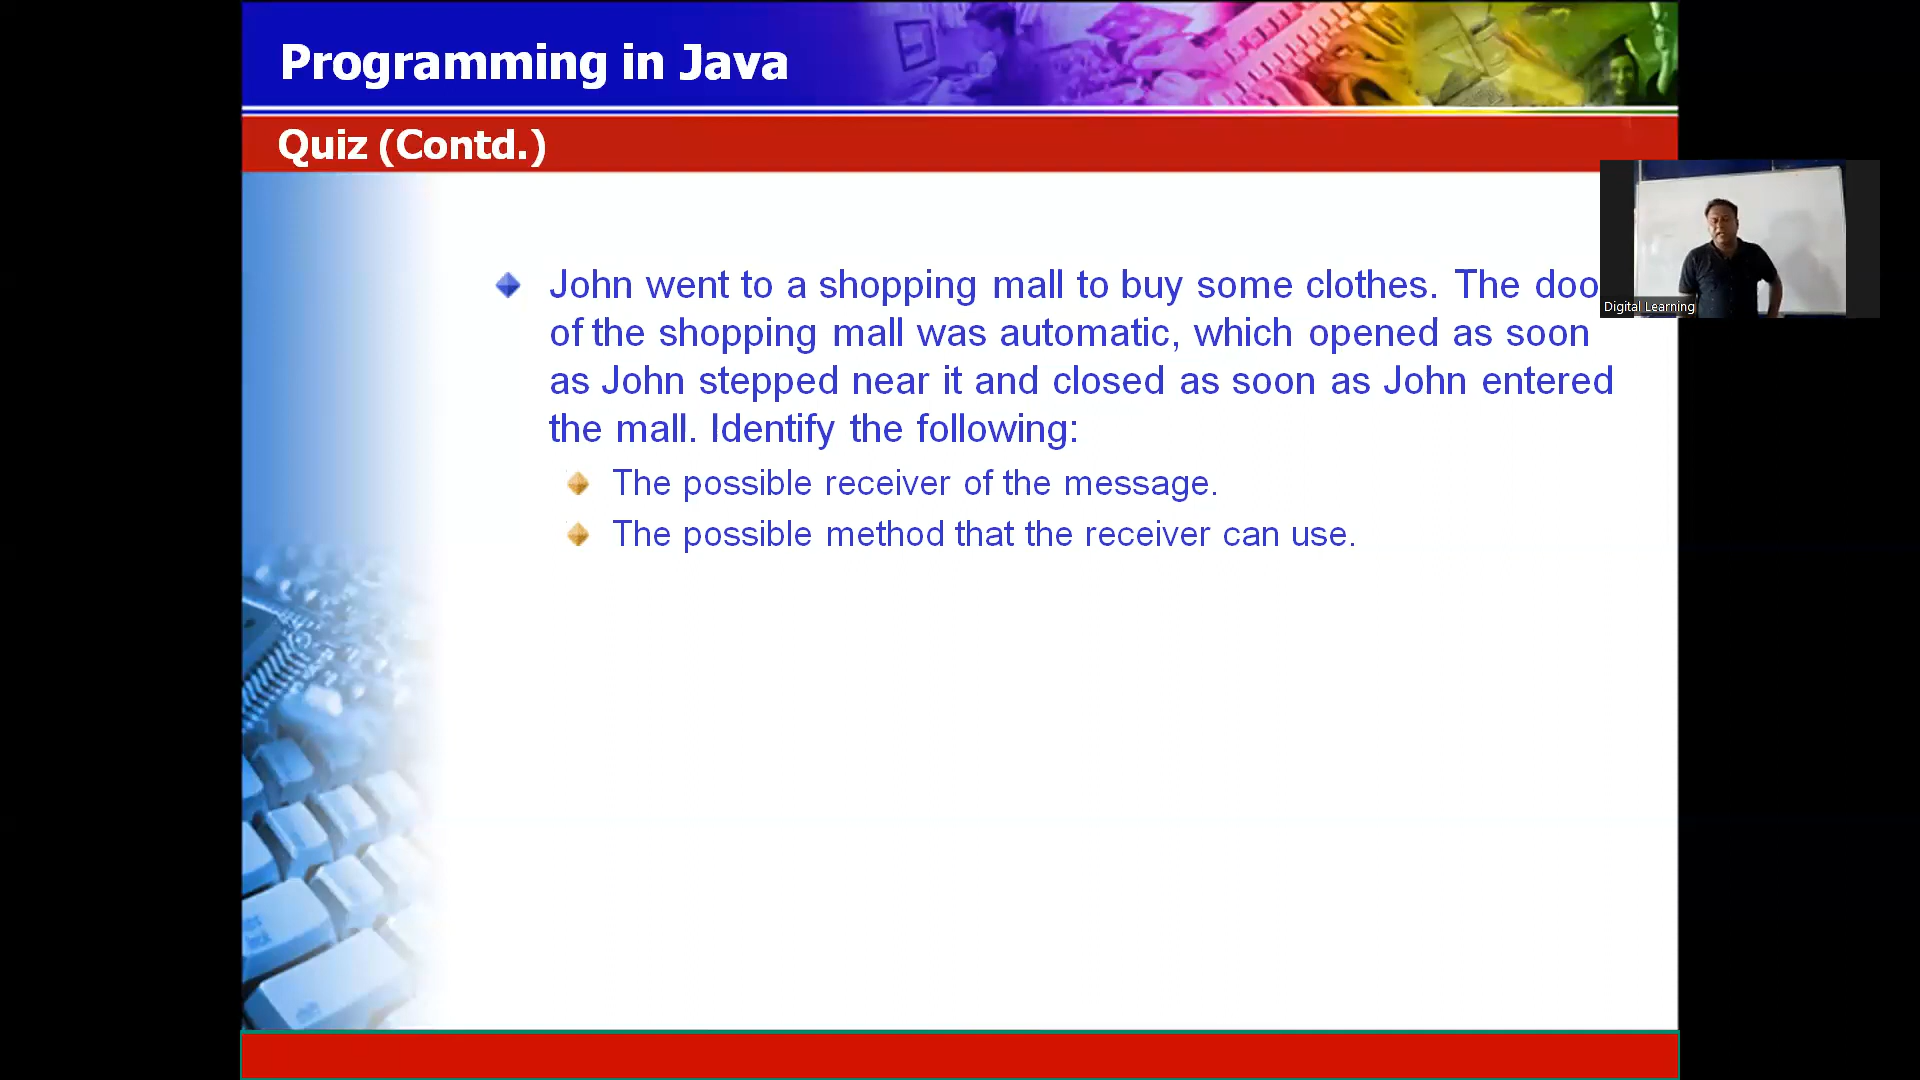 Programming in Java
Quiz (Contd.)
John went to a shopping mall to buy some clothes. The doo
of the shopping mall was automatic, which opened as soon
as John stepped near it and closed as soon as John entered
the mall. Identify the following:
The possible receiver of the message.
The possible method that the receiver can use.
Digital Learning